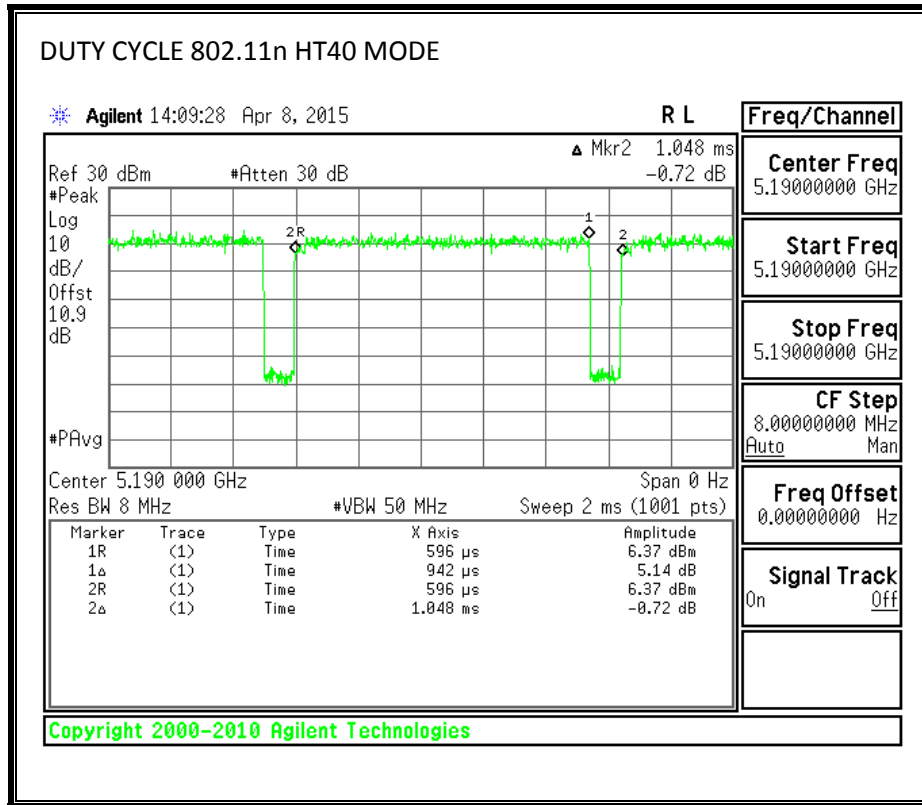 DUTY CYCLE 802.11n HT40 MODE
Agilent 14:09:28 Apr 8, 2015 R L
Freq/Channel
▵ Mkr2 1.048 ms
Ref 30 dBm #Atten 30 dB -0.72 dB
#Peak
Log
10
dB/
Offst
10.9
dB
#PAvg
2R
1
2
Center 5.190 000 GHz Span 0 Hz
Res BW 8 MHz #VBW 50 MHz Sweep 2 ms (1001 pts)
Marker Trace Type X Axis Amplitude
1R (1) Time 596 µs 6.37 dBm
1▵ (1) Time 942 µs 5.14 dB
2R (1) Time 596 µs 6.37 dBm
2▵ (1) Time 1.048 ms -0.72 dB
Center Freq
5.19000000 GHz
Start Freq
5.19000000 GHz
Stop Freq
5.19000000 GHz
CF Step
8.00000000 MHz
Auto Man
Freq Offset
0.00000000 Hz
Signal Track
On Off
Copyright 2000-2010 Agilent Technologies